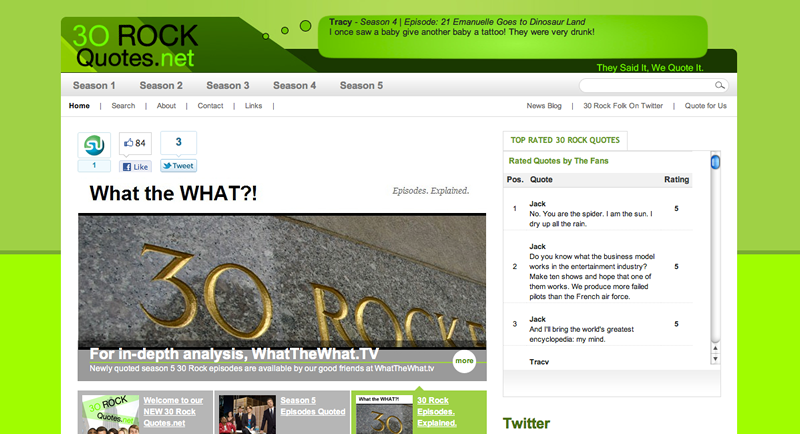 30 ROCK
Quotes.net
Tracy - Season 4 | Episode: 21 Emanuelle Goes to Dinosaur Land
I once saw a baby give another baby a tattoo! They were very drunk!
They Said It, We Quote It.
Season 1 Season 2 Season 3 Season 4 Season 5
Home | Search | About | Contact | Links |
News Blog | 30 Rock Folk On Twitter | Quote for Us
1
84
Like
3
Tweet
What the WHAT?!
Episodes. Explained.
30 ROCKE
For in-depth analysis, WhatTheWhat.TV
Newly quoted season 5 30 Rock episodes are available by our good friends at WhatTheWhat.tv
more
30 ROCK
Quotes.net
Welcome to our
NEW 30 Rock
Quotes.net
Season 5
Episodes Quoted
What the WHAT?!
30
30 Rock
Episodes.
Explained.
TOP RATED 30 ROCK QUOTES
Rated Quotes by The Fans
Pos. Quote Rating
1
Jack
No. You are the spider. I am the sun. I
dry up all the rain.
5
2
Jack
Do you know what the business model
works in the entertainment industry?
Make ten shows and hope that one of
them works. We produce more failed
pilots than the French air force.
5
3
Jack
And I'll bring the world's greatest
encyclopedia: my mind.
5
Tracy
Twitter